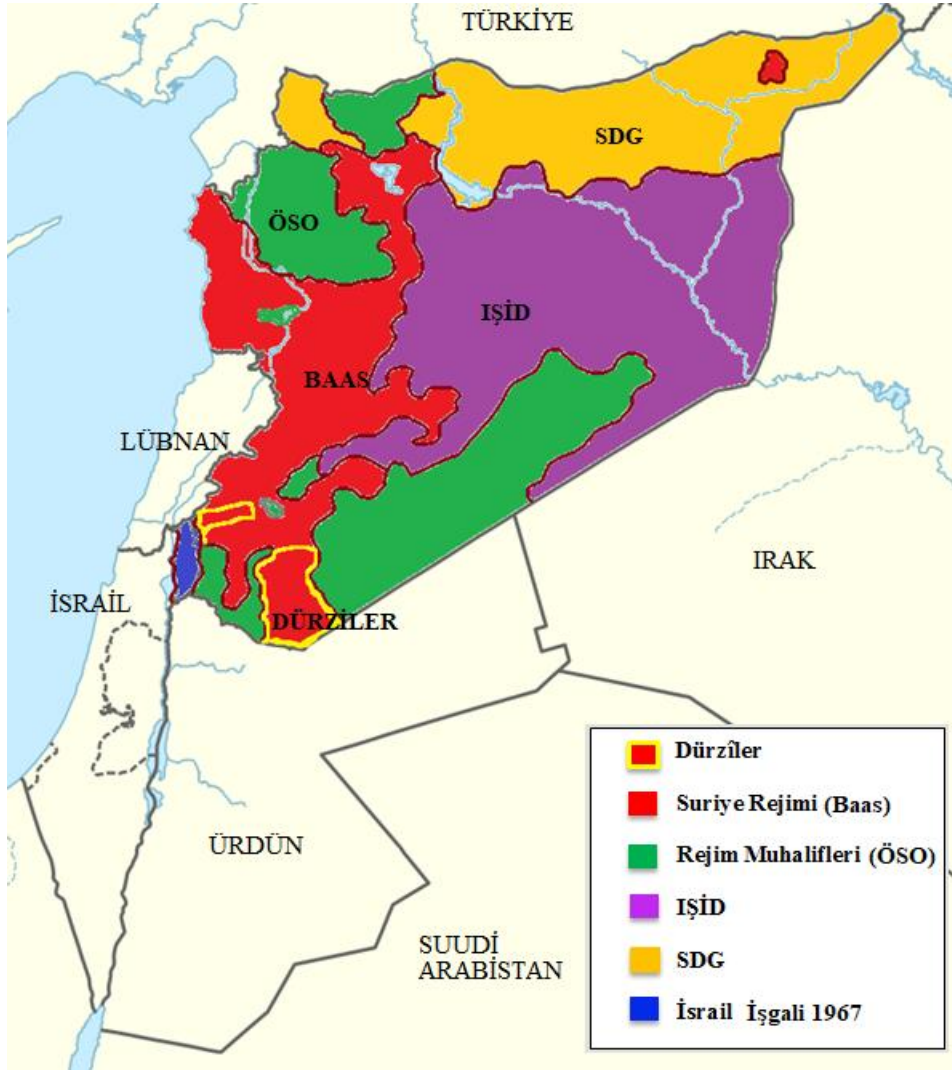 TÜRKİYE
SDG
ÖSO
IŞİD
BAAS
LÜBNAN
IRAK
İSRAİL
DÜRZİLER
ÜRDÜN
SUUDİ
ARABİSTAN
Dürzîler
Suriye Rejimi (Baas)
Rejim Muhalifleri (ÖSO)
IŞİD
SDG
İsrail İşgali 1967